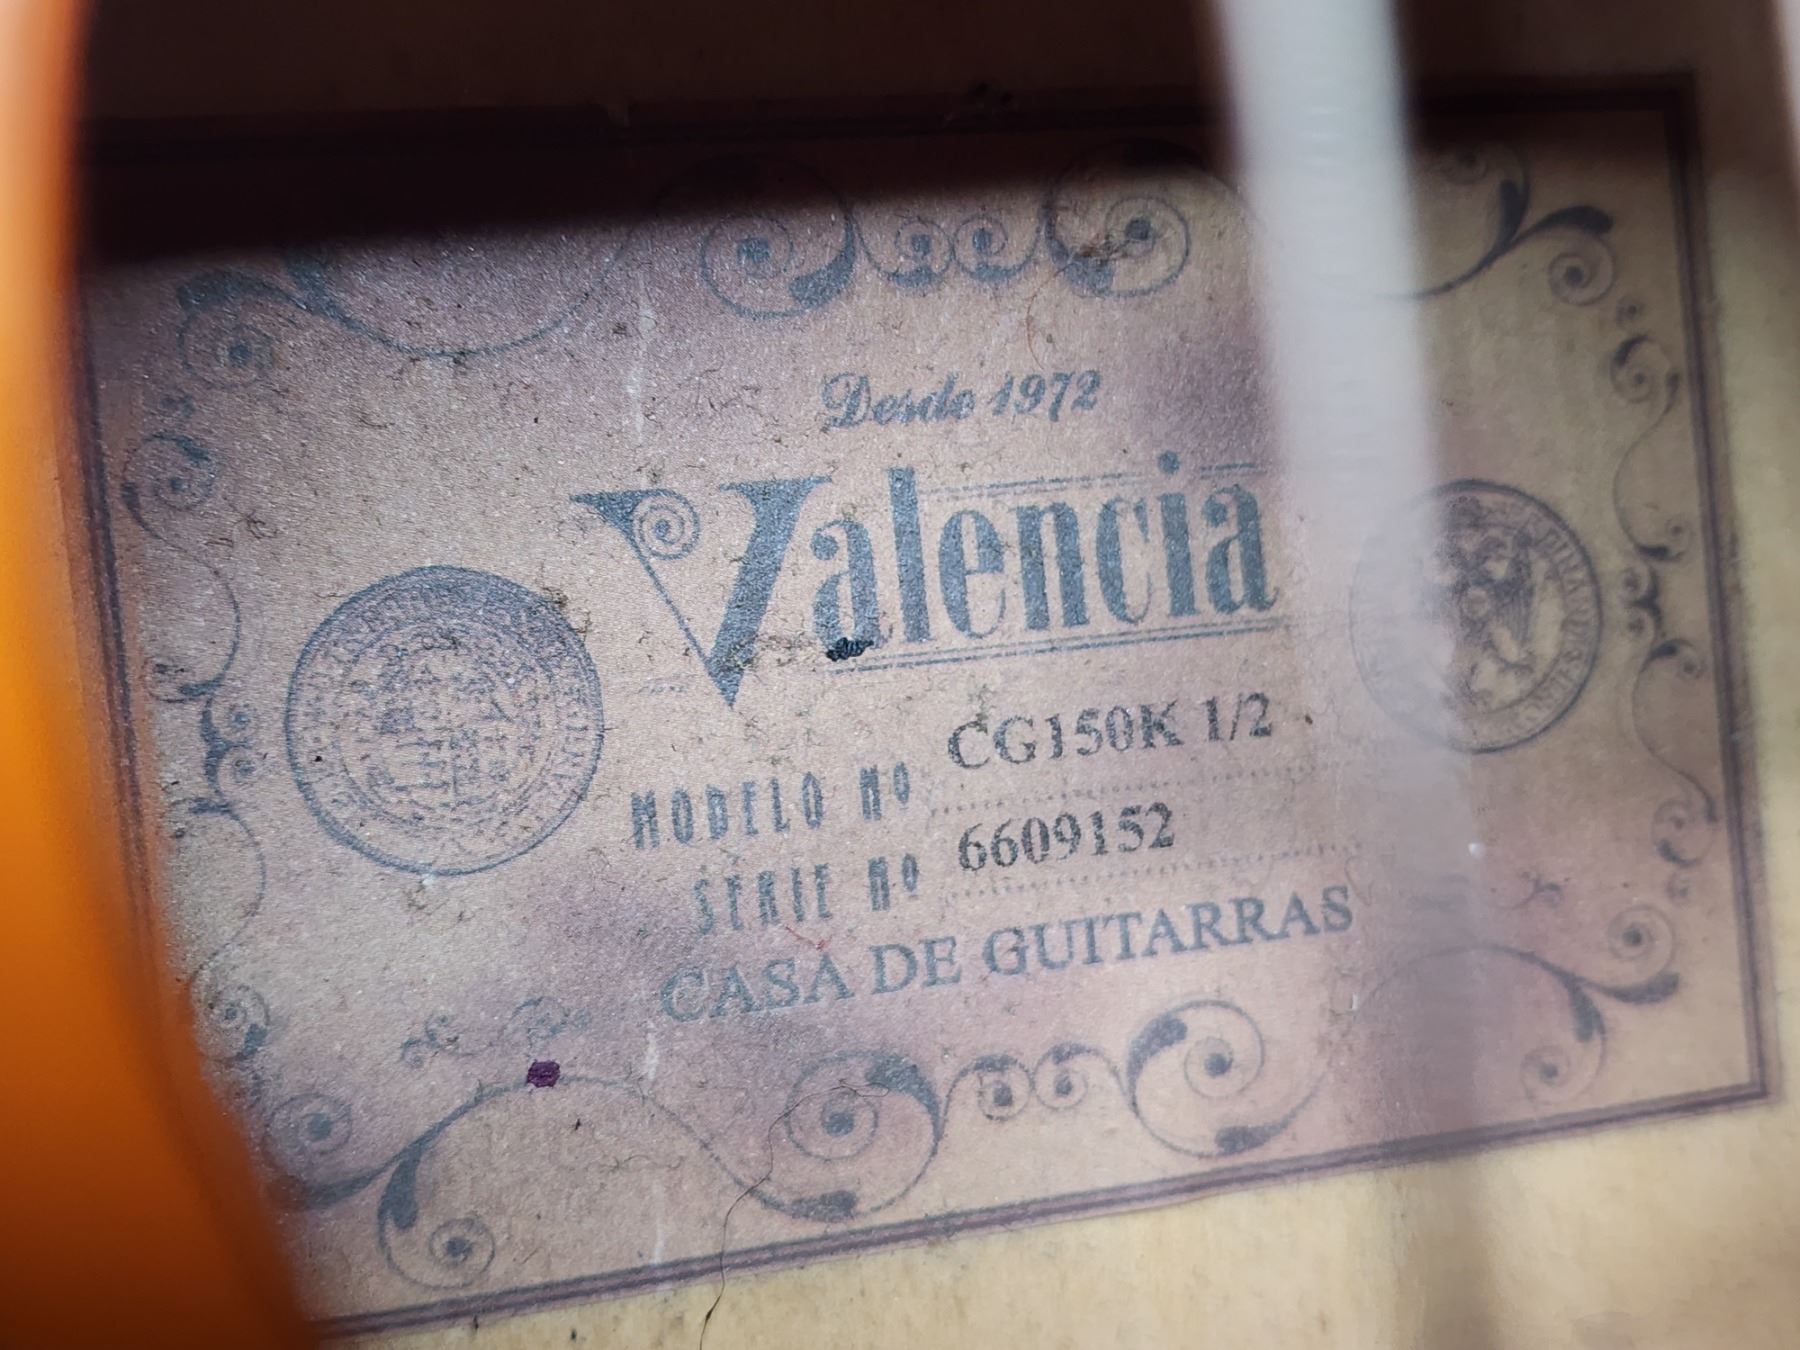 Desde 1972
Valencia
MODELO Nº CG150K 1/2
SERIE Nº 6609152
CASA DE GUITARRAS